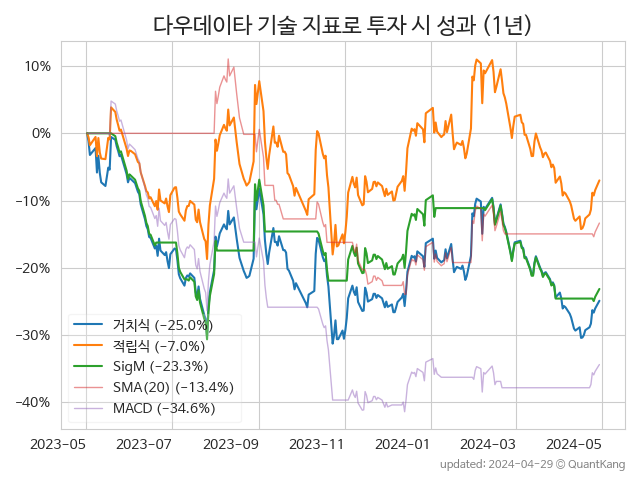 다우데이타 기술 지표로 투자 시 성과 (1년)
10%
0%
−10%
−20%
−30%
−40%
거치식 (−25.0%)
적립식 (−7.0%)
SigM (−23.3%)
SMA(20) (−13.4%)
MACD (−34.6%)
2023-05 2023-07 2023-09 2023-11 2024-01 2024-03 2024-05
updated: 2024-04-29 © QuantKang